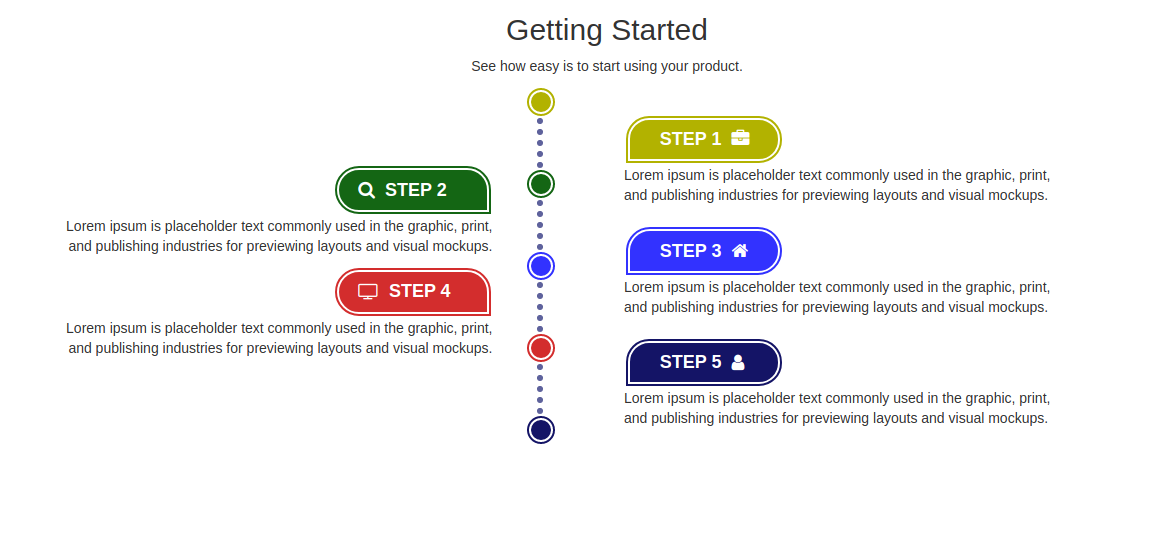 Getting Started
See how easy is to start using your product.
STEP 1
Lorem ipsum is placeholder text commonly used in the graphic, print,
and publishing industries for previewing layouts and visual mockups.
STEP 2
Lorem ipsum is placeholder text commonly used in the graphic, print,
and publishing industries for previewing layouts and visual mockups.
STEP 3
Lorem ipsum is placeholder text commonly used in the graphic, print,
and publishing industries for previewing layouts and visual mockups.
STEP 4
Lorem ipsum is placeholder text commonly used in the graphic, print,
and publishing industries for previewing layouts and visual mockups.
STEP 5
Lorem ipsum is placeholder text commonly used in the graphic, print,
and publishing industries for previewing layouts and visual mockups.